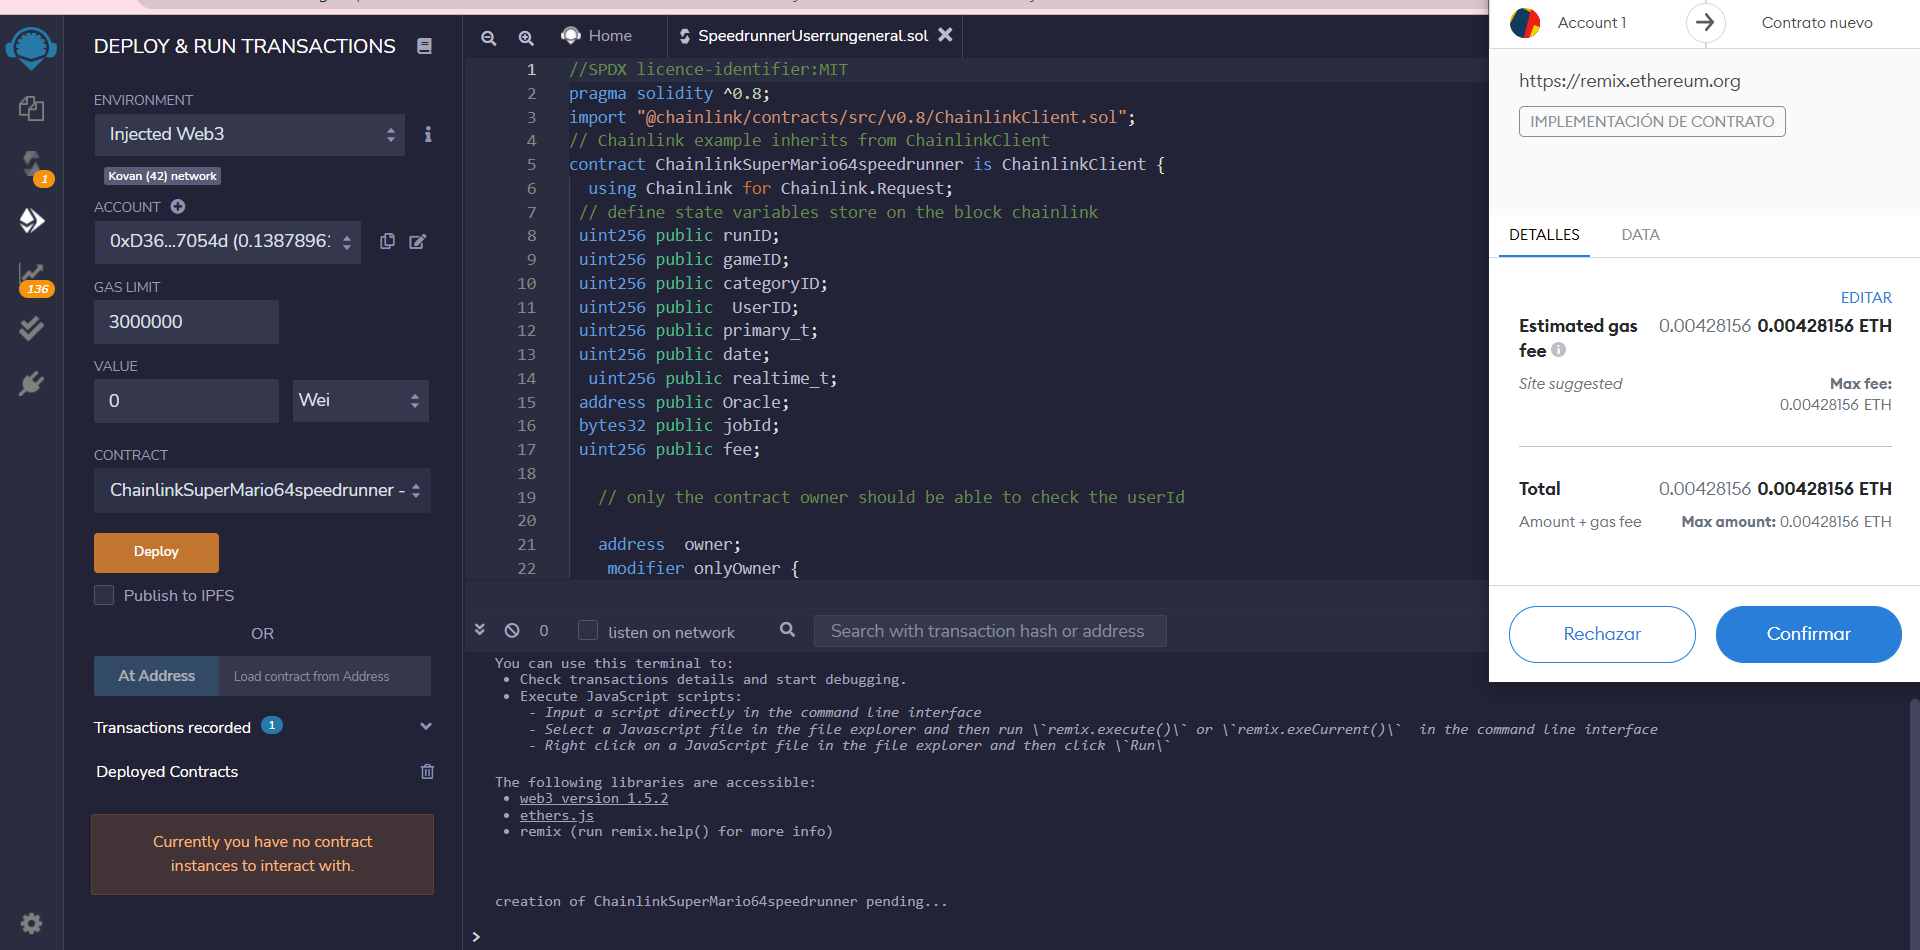 DEPLOY & RUN TRANSACTIONS
ENVIRONMENT
Injected Web3
Kovan (42) network
ACCOUNT
0xD36...7054d (0.13878961
GAS LIMIT
3000000
VALUE
0
Wei
CONTRACT
ChainlinkSuperMario64speedrunner -
Deploy
Publish to IPFS
OR
At Address
Load contract from Address
Transactions recorded 1
Deployed Contracts
Currently you have no contract
instances to interact with.
1
136
Home
SpeedrunnerUserrungeneral.sol
1 //SPDX licence-identifier:MIT
2 pragma solidity ^0.8;
3 import "@chainlink/contracts/src/v0.8/ChainlinkClient.sol";
4 // Chainlink example inherits from ChainlinkClient
5 contract ChainlinkSuperMario64speedrunner is ChainlinkClient {
6 using Chainlink for Chainlink.Request;
7 // define state variables store on the block chainlink
8 uint256 public runID;
9 uint256 public gameID;
10 uint256 public categoryID;
11 uint256 public  UserID;
12 uint256 public primary_t;
13 uint256 public date;
14 uint256 public realtime_t;
15 address public Oracle;
16 bytes32 public jobId;
17 uint256 public fee;
18
19 // only the contract owner should be able to check the userId
20
21 address  owner;
22 modifier onlyOwner {
0
listen on network
Search with transaction hash or address
You can use this terminal to:
• Check transactions details and start debugging.
• Execute JavaScript scripts:
- Input a script directly in the command line interface
- Select a Javascript file in the file explorer and then run \`remix.execute()\` or \`remix.exeCurrent()\`  in the command line interface
- Right click on a JavaScript file in the file explorer and then click \`Run\`
The following libraries are accessible:
• web3 version 1.5.2
• ethers.js
• remix (run remix.help() for more info)
creation of ChainlinkSuperMario64speedrunner pending...
>
Account 1
Contrato nuevo
https://remix.ethereum.org
IMPLEMENTACIÓN DE CONTRATO
DETALLES
DATA
EDITAR
Estimated gas fee
0.00428156 0.00428156 ETH
Site suggested
Max fee:
0.00428156 ETH
Total
0.00428156 0.00428156 ETH
Amount + gas fee
Max amount: 0.00428156 ETH
Rechazar
Confirmar